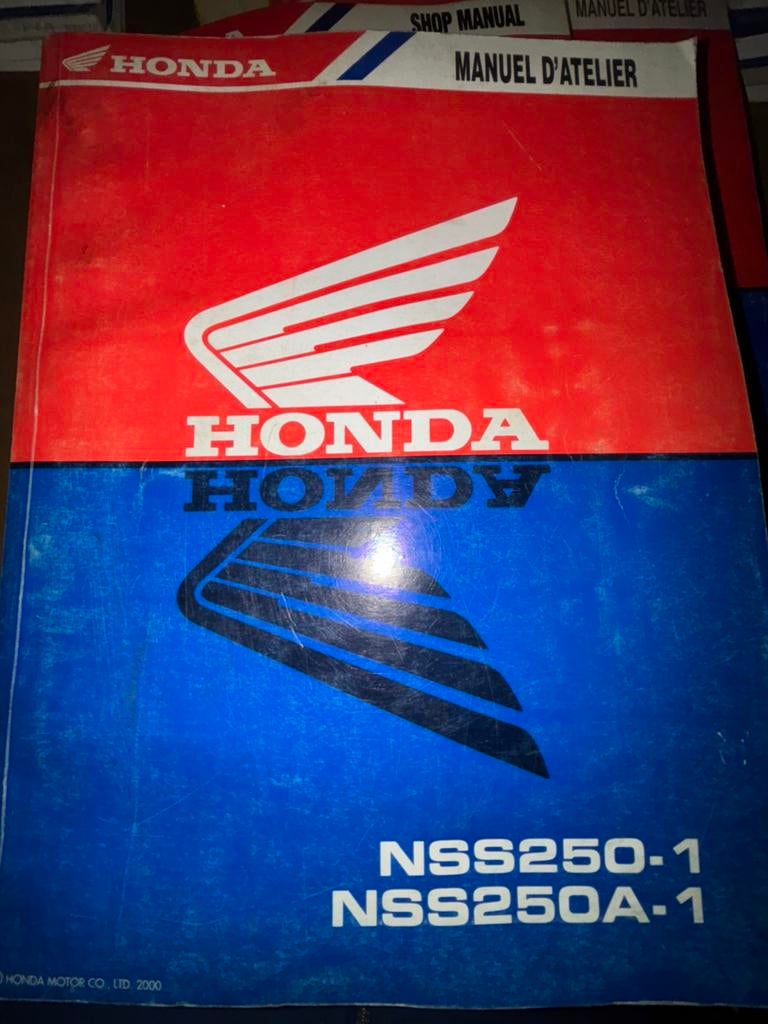 SHOP MANUAL
MANUEL D'ATELIER
HONDA
MANUEL D'ATELIER
HONDA
HONDA
NSS250-1
NSS250A-1
HONDA MOTOR CO., LTD. 2000